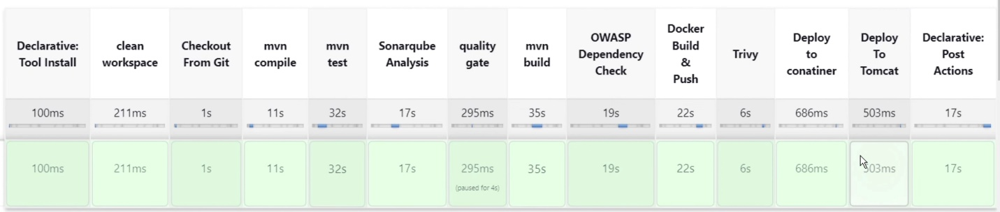 Declarative:
Tool Install
clean
workspace
Checkout
From Git
mvn
compile
mvn
test
Sonarqube
Analysis
quality
gate
mvn
build
OWASP
Dependency
Check
Docker
Build
&
Push
Trivy
Deploy
to
conatiner
Deploy
To
Tomcat
Declarative:
Post
Actions
100ms 211ms 1s 11s 32s 17s 295ms 35s 19s 22s 6s 686ms 503ms 17s
100ms 211ms 1s 11s 32s 17s 295ms 35s 19s 22s 6s 686ms 503ms 17s
(paused for 4s)